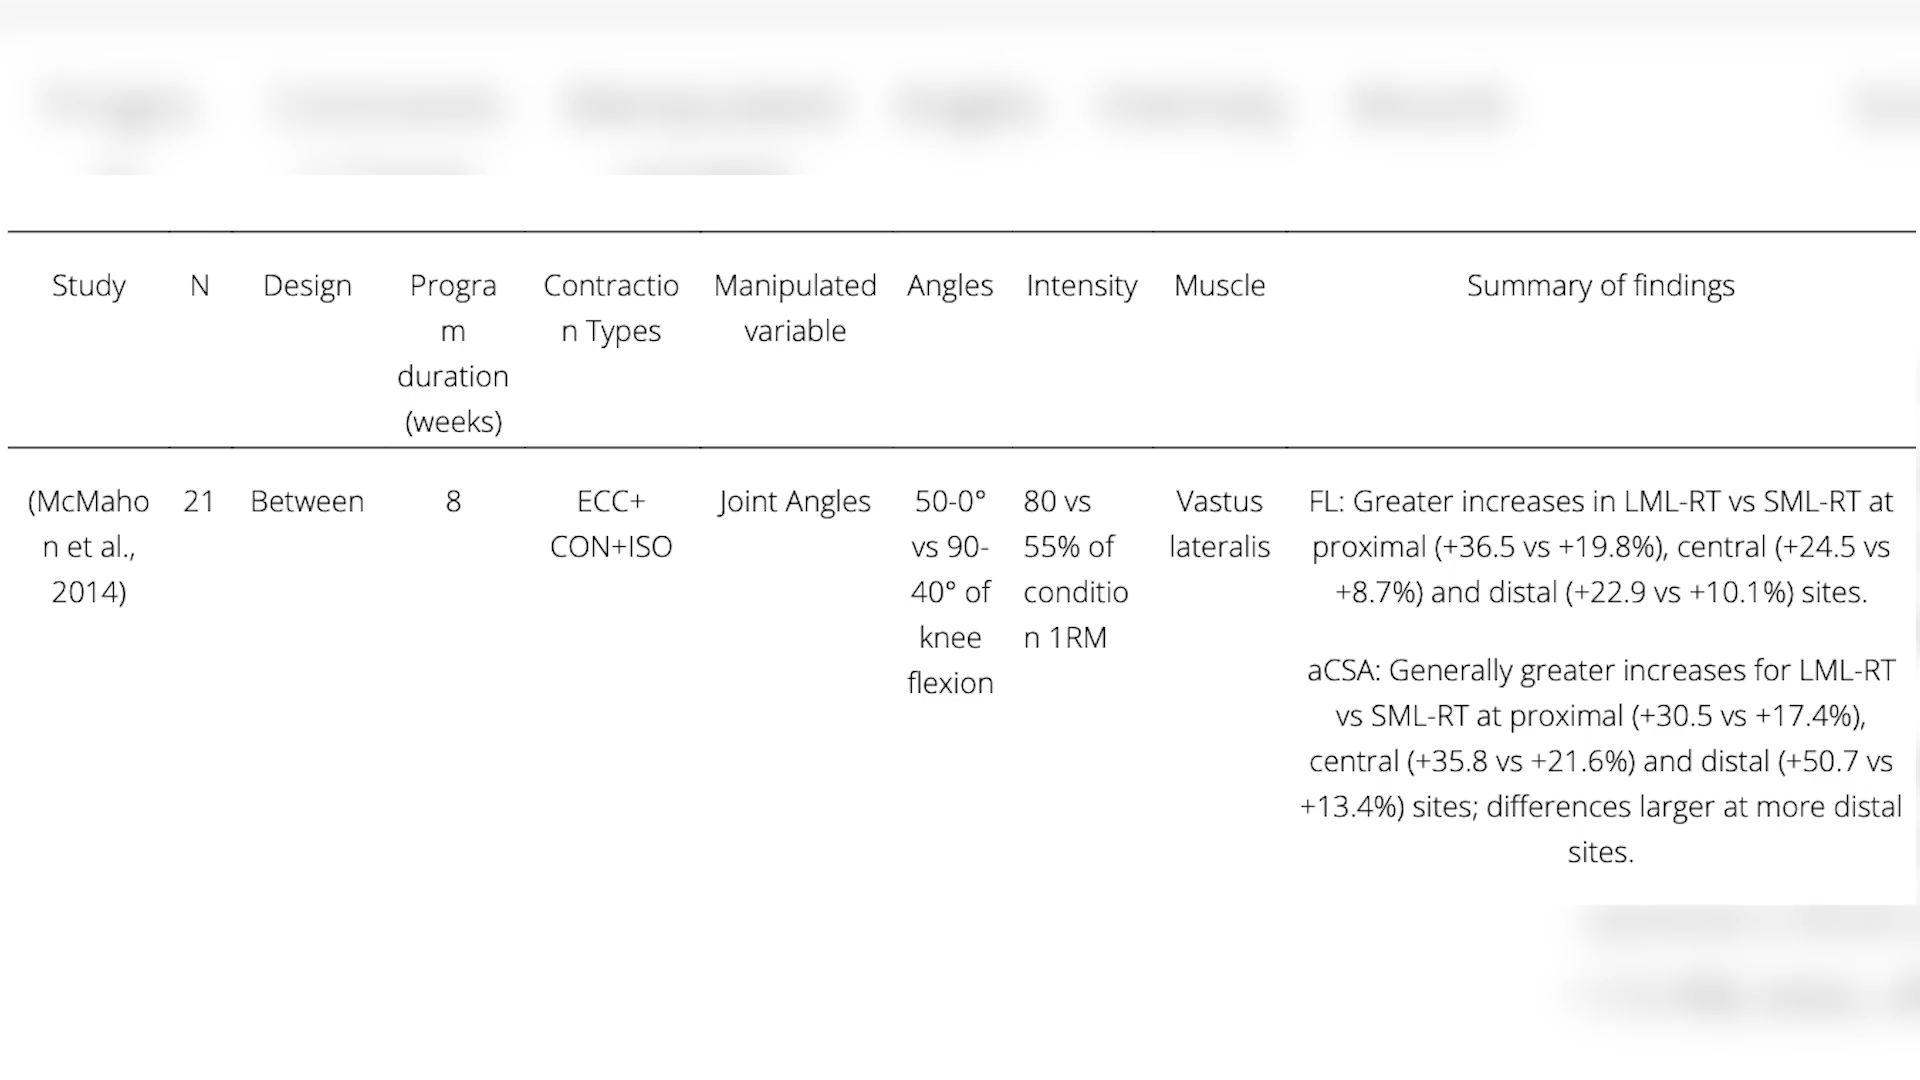 Study N Design Progra Contractio Manipulated Angles Intensity Muscle Summary of findings
m n Types variable
duration
(weeks)
(McMaho 21 Between 8 ECC+ Joint Angles 50-0° 80 vs Vastus FL: Greater increases in LML-RT vs SML-RT at
n et al., CON+ISO vs 90- 55% of lateralis proximal (+36.5 vs +19.8%), central (+24.5 vs
2014) 40° of conditio +8.7%) and distal (+22.9 vs +10.1%) sites.
knee n 1RM
flexion aCSA: Generally greater increases for LML-RT
vs SML-RT at proximal (+30.5 vs +17.4%),
central (+35.8 vs +21.6%) and distal (+50.7 vs
+13.4%) sites; differences larger at more distal
sites.